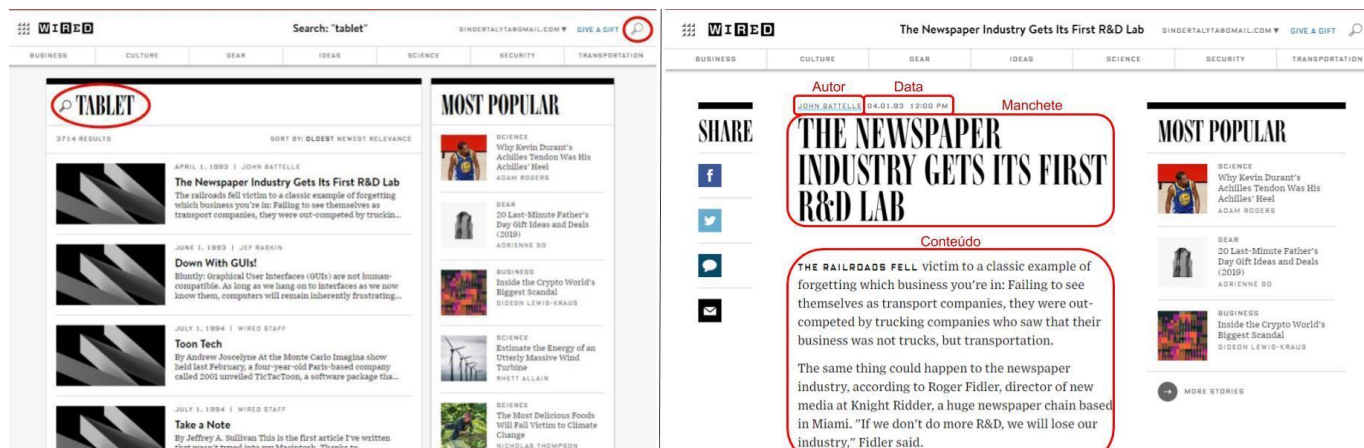 WIRED
Search: "tablet"
SINGERTALYTA@GMAIL.COM ▼ GIVE A GIFT
BUSINESS CULTURE GEAR IDEAS SCIENCE SECURITY TRANSPORTATION
TABLET
3714 RESULTS
SORT BY: OLDEST NEWEST RELEVANCE
APRIL 1, 1993 | JOHN BATTELLE
The Newspaper Industry Gets Its First R&D Lab
The railroads fell victim to a classic example of forgetting
which business you're in: Failing to see themselves as
transport companies, they were out-competed by truckin...
JUNE 1, 1993 | JEF RASKIN
Down With GUIs!
Bluntly: Graphical User Interfaces (GUIs) are not human-
compatible. As long as we hang on to interfaces as we now
know them, computers will remain inherently frustrating...
JULY 1, 1994 | WIRED STAFF
Toon Tech
By Andrew Joscelyne At the Monte Carlo Imagina show
held last February, a four-year-old Paris-based company
called 2001 unveiled TicTacToon, a software package tha...
JULY 1, 1994 | WIRED STAFF
Take a Note
By Jeffrey A. Sullivan This is the first article I've written
that wasn't typed into my Macintosh. Thanks to
MOST POPULAR
SCIENCE
Why Kevin Durant's
Achilles Tendon Was His
Achilles' Heel
ADAM ROGERS
GEAR
20 Last-Minute Father's
Day Gift Ideas and Deals
(2019)
ADRIENNE SO
BUSINESS
Inside the Crypto World's
Biggest Scandal
GIDEON LEWIS-KRAUS
SCIENCE
Estimate the Energy of an
Utterly Massive Wind
Turbine
RHETT ALLAIN
SCIENCE
The Most Delicious Foods
Will Fall Victim to Climate
Change
NICHOLAS THOMPSON
WIRED
The Newspaper Industry Gets Its First R&D Lab
SINGERTALYTA@GMAIL.COM ▼ GIVE A GIFT
BUSINESS CULTURE GEAR IDEAS SCIENCE SECURITY TRANSPORTATION
SHARE
Autor Data
JOHN BATTELLE 04.01.93 12:00 PM
Manchete
THE NEWSPAPER
INDUSTRY GETS ITS FIRST
R&D LAB
Conteúdo
THE RAILROADS FELL victim to a classic example of
forgetting which business you're in: Failing to see
themselves as transport companies, they were out-
competed by trucking companies who saw that their
business was not trucks, but transportation.
The same thing could happen to the newspaper
industry, according to Roger Fidler, director of new
media at Knight Ridder, a huge newspaper chain based
in Miami. "If we don't do more R&D, we will lose our
industry," Fidler said.
MOST POPULAR
SCIENCE
Why Kevin Durant's
Achilles Tendon Was His
Achilles' Heel
ADAM ROGERS
GEAR
20 Last-Minute Father's
Day Gift Ideas and Deals
(2019)
ADRIENNE SO
BUSINESS
Inside the Crypto World's
Biggest Scandal
GIDEON LEWIS-KRAUS
MORE STORIES